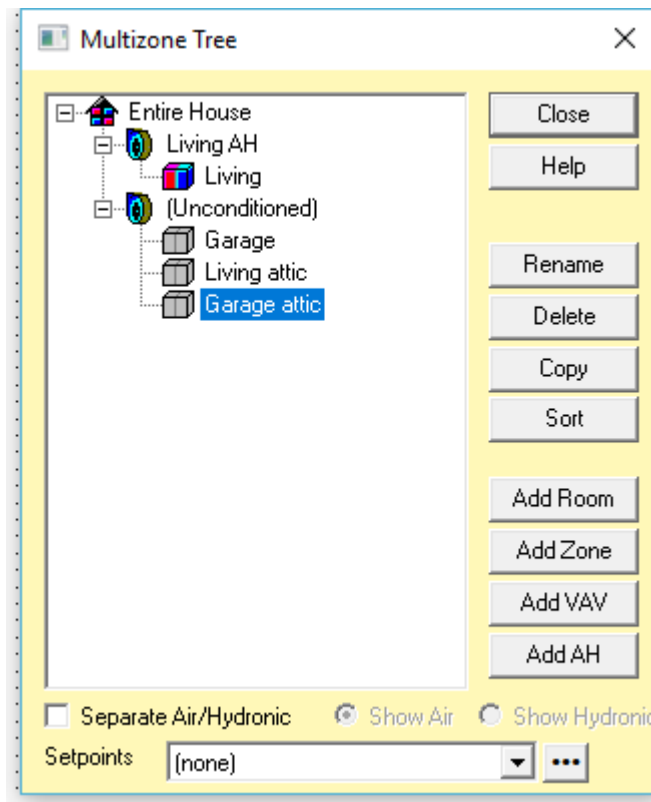 Multizone Tree
Entire House
Living AH
Living
(Unconditioned)
Garage
Living attic
Garage attic
Close
Help
Rename
Delete
Copy
Sort
Add Room
Add Zone
Add VAV
Add AH
Separate Air/Hydronic Show Air Show Hydronic
Setpoints (none)